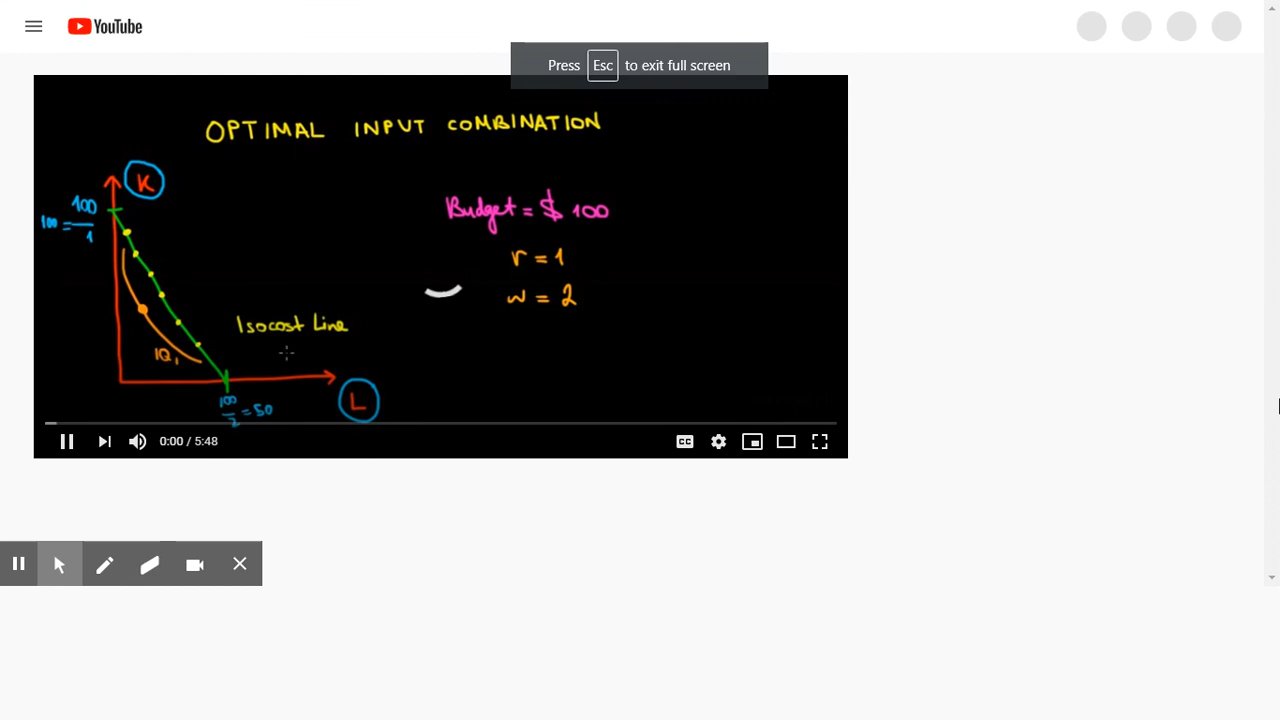 YouTube
Press Esc to exit full screen
OPTIMAL INPUT COMBINATION
K
100
100 = 1
Budget = $ 100
r = 1
w = 2
Isocost Line
IQ1
L
100
2 = 50
CC
0:00 / 5:48